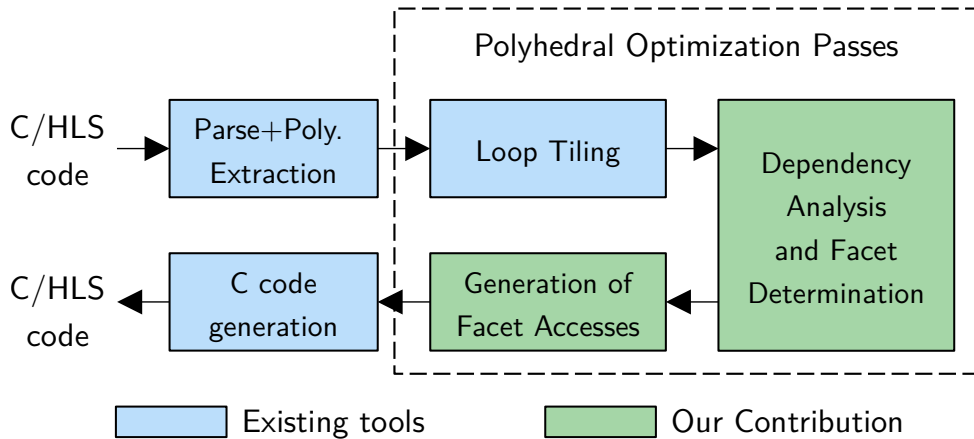 Polyhedral Optimization Passes
C/HLS
code
Parse+Poly.
Extraction
Loop Tiling
Dependency
Analysis
and Facet
Determination
C/HLS
code
C code
generation
Generation of
Facet Accesses
Existing tools
Our Contribution